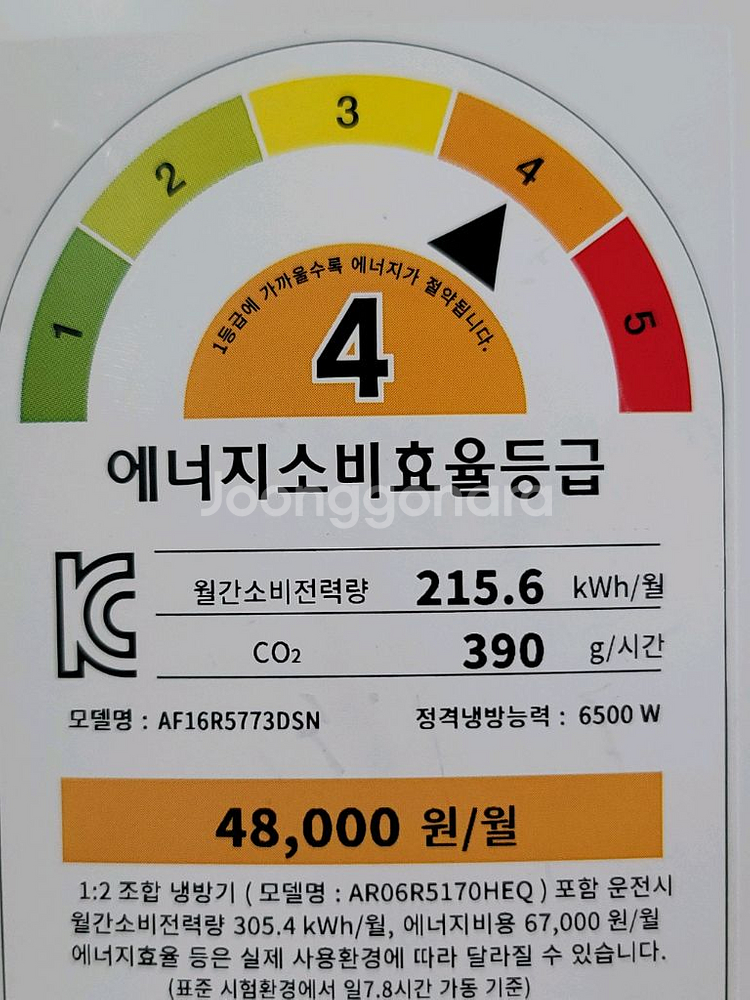 1
2
3
4
5
1등급에 가까울수록 에너지가 절약됩니다.
4
에너지소비효율등급
Joonggonara
월간소비전력량 215.6 kWh/월
CO₂ 390 g/시간
모델명 : AF16R5773DSN 정격냉방능력 : 6500 W
48,000 원/월
1:2 조합 냉방기 ( 모델명 : AR06R5170HEQ ) 포함 운전시
월간소비전력량 305.4 kWh/월, 에너지비용 67,000 원/월
에너지효율 등은 실제 사용환경에 따라 달라질 수 있습니다.
(표준 시험환경에서 일7.8시간 가동 기준)